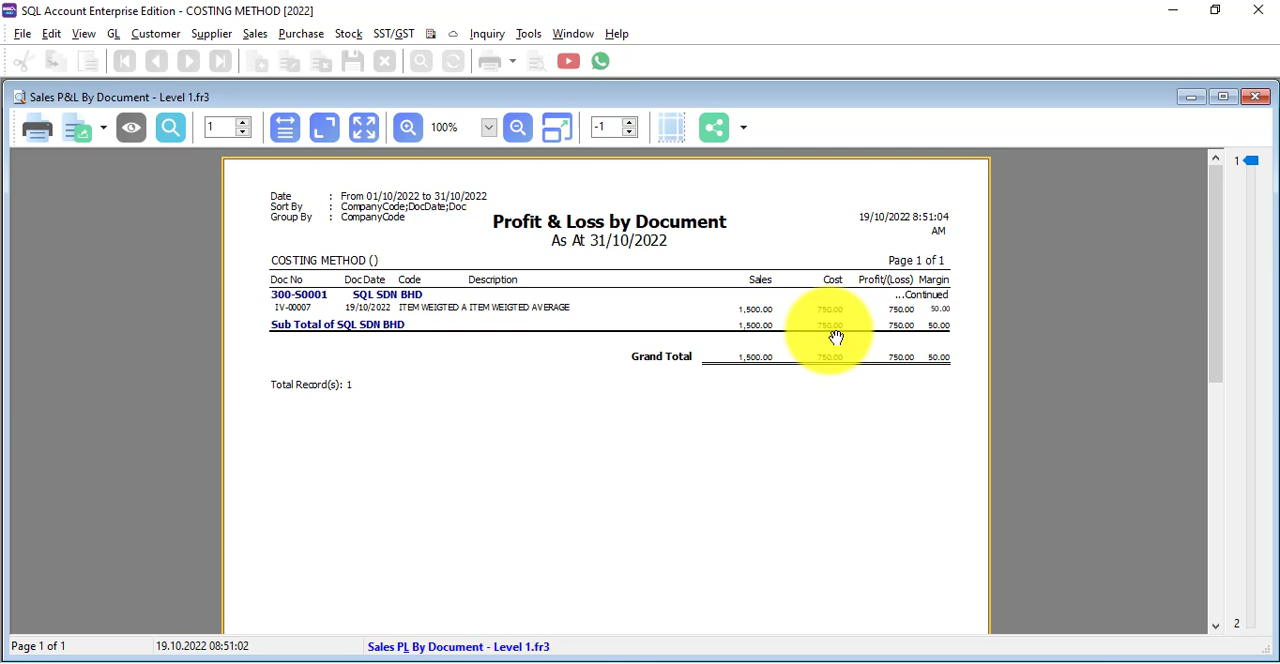 SQL Account Enterprise Edition - COSTING METHOD [2022]
File Edit View GL Customer Supplier Sales Purchase Stock SST/GST Inquiry Tools Window Help
Sales P&L By Document - Level 1.fr3
1 100% -1
1
Date : From 01/10/2022 to 31/10/2022
Sort By : CompanyCode;DocDate;Doc
Group By : CompanyCode
Profit & Loss by Document
19/10/2022 8:51:04 AM
As At 31/10/2022
COSTING METHOD () Page 1 of 1
Doc No Doc Date Code Description Sales Cost Profit/(Loss) Margin
300-S0001 SQL SDN BHD ...Continued
IV-00007 19/10/2022 ITEM WEIGTED A ITEM WEIGTED AVERAGE 1,500.00 750.00 750.00 50.00
Sub Total of SQL SDN BHD 1,500.00 750.00 750.00 50.00
Grand Total 1,500.00 750.00 750.00 50.00
Total Record(s): 1
2
Page 1 of 1 19.10.2022 08:51:02 Sales PL By Document - Level 1.fr3